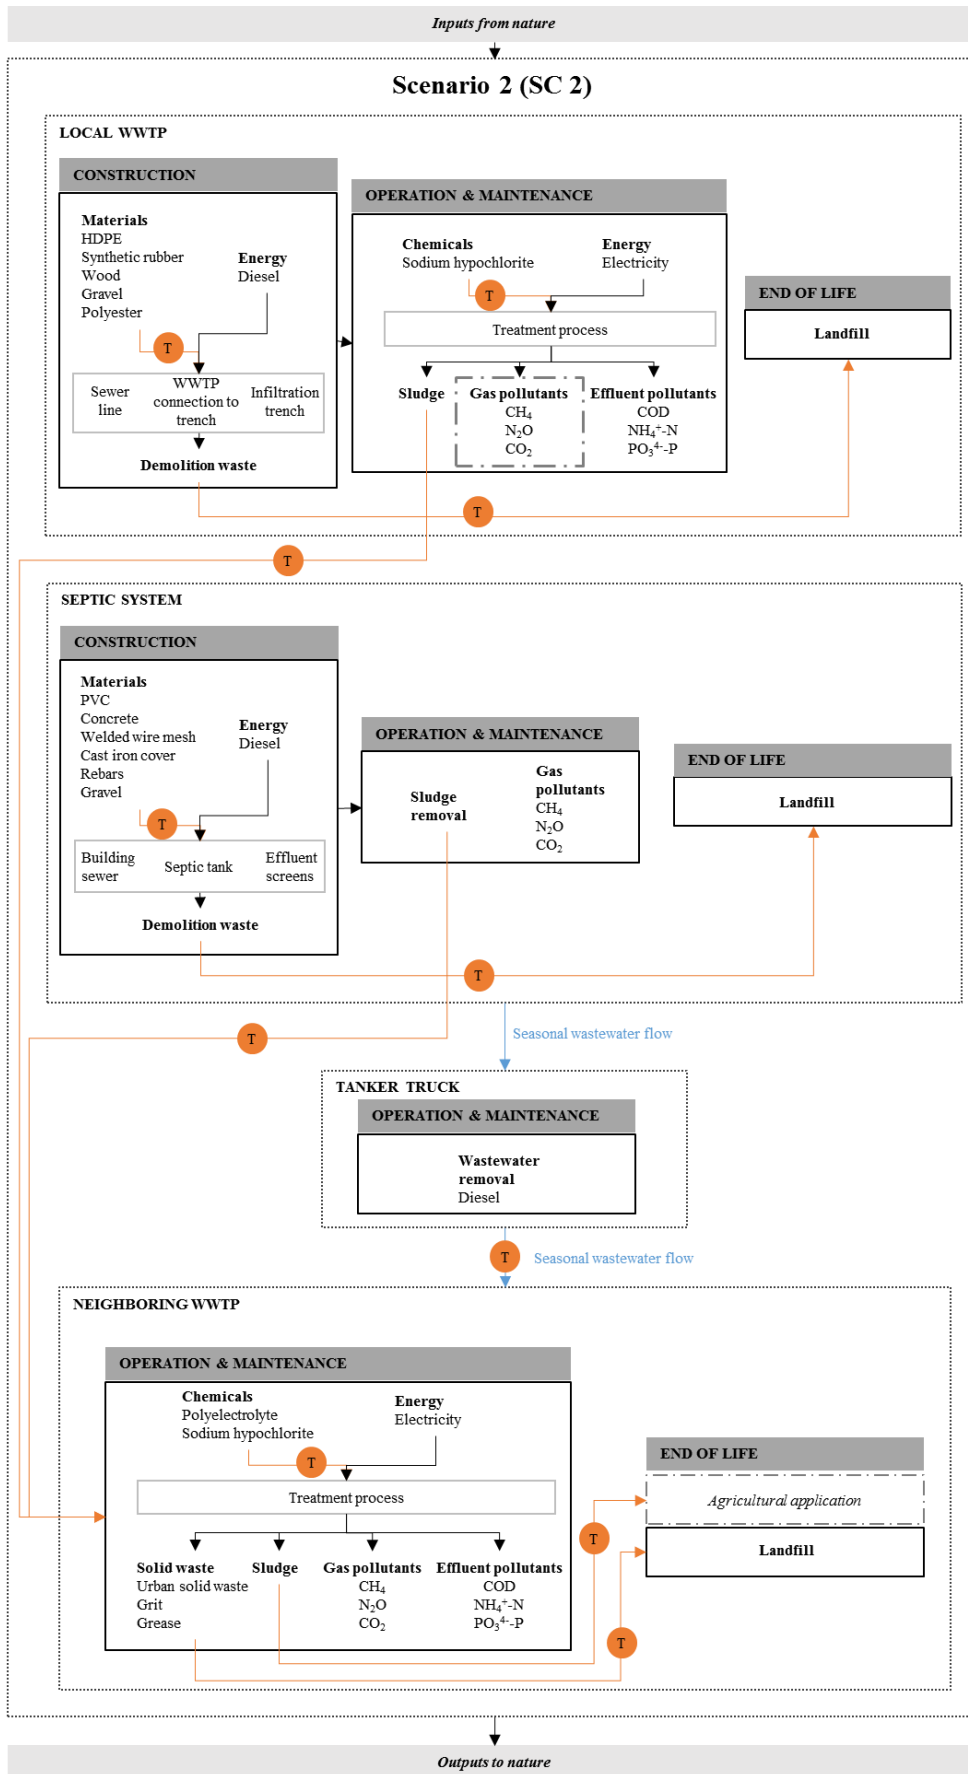 Inputs from nature
Scenario 2 (SC 2)
LOCAL WWTP
CONSTRUCTION
Materials
HDPE
Synthetic rubber
Wood
Gravel
Polyester
Energy
Diesel
T
Sewer
line
WWTP
connection to
trench
Infiltration
trench
Demolition waste
OPERATION & MAINTENANCE
Chemicals
Sodium hypochlorite
Energy
Electricity
T
Treatment process
Sludge
Gas pollutants
CH₄
N₂O
CO₂
Effluent pollutants
COD
NH₄⁺-N
PO₃⁴⁻-P
END OF LIFE
Landfill
T
T
SEPTIC SYSTEM
CONSTRUCTION
Materials
PVC
Concrete
Welded wire mesh
Cast iron cover
Rebars
Gravel
Energy
Diesel
T
Building
sewer
Septic tank
Effluent
screens
Demolition waste
OPERATION & MAINTENANCE
Sludge
removal
Gas
pollutants
CH₄
N₂O
CO₂
END OF LIFE
Landfill
T
T
Seasonal wastewater flow
TANKER TRUCK
OPERATION & MAINTENANCE
Wastewater
removal
Diesel
T
Seasonal wastewater flow
NEIGHBORING WWTP
OPERATION & MAINTENANCE
Chemicals
Polyelectrolyte
Sodium hypochlorite
Energy
Electricity
T
Treatment process
Solid waste
Urban solid waste
Grit
Grease
Sludge
Gas pollutants
CH₄
N₂O
CO₂
Effluent pollutants
COD
NH₄⁺-N
PO₃⁴⁻-P
END OF LIFE
Agricultural application
Landfill
T
T
Outputs to nature